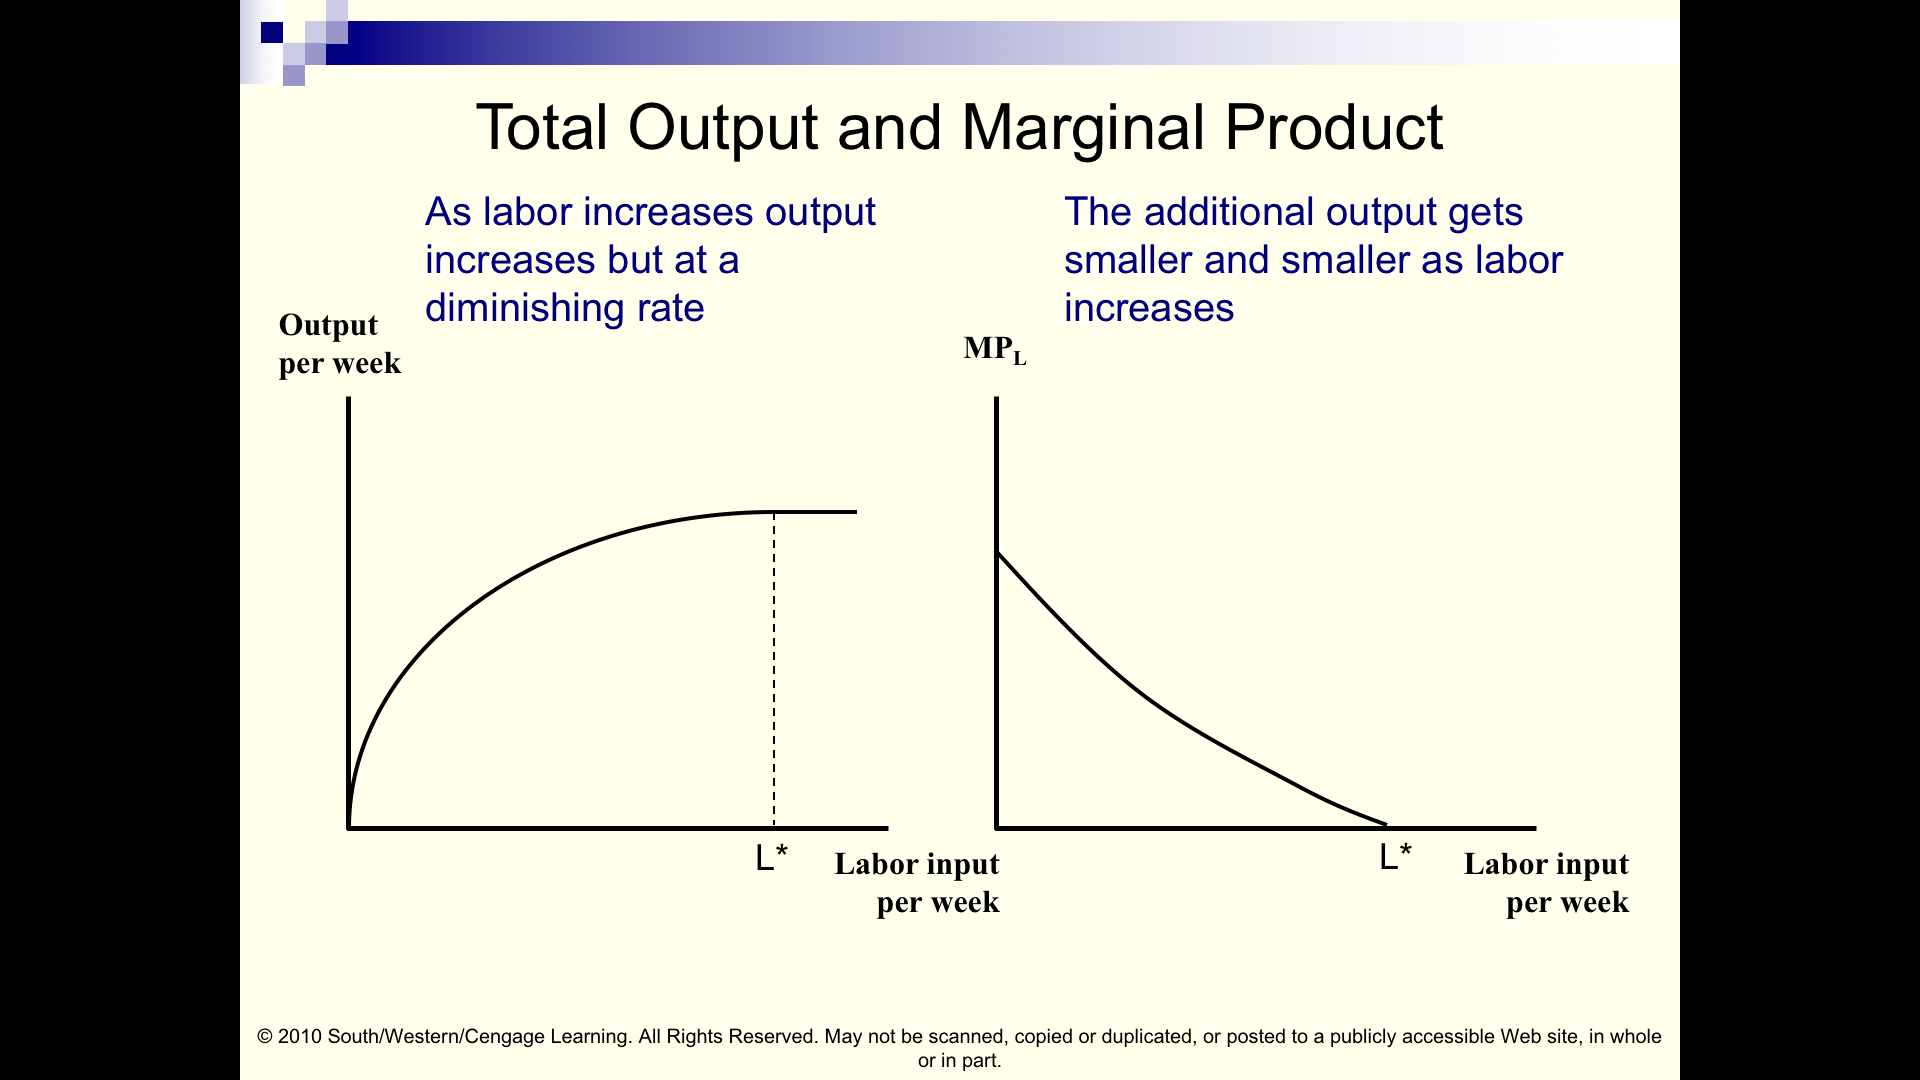 Total Output and Marginal Product
As labor increases output
increases but at a
diminishing rate
The additional output gets
smaller and smaller as labor
increases
Output
per week
MPL
L*
Labor input
per week
L*
Labor input
per week
© 2010 South/Western/Cengage Learning. All Rights Reserved. May not be scanned, copied or duplicated, or posted to a publicly accessible Web site, in whole
or in part.